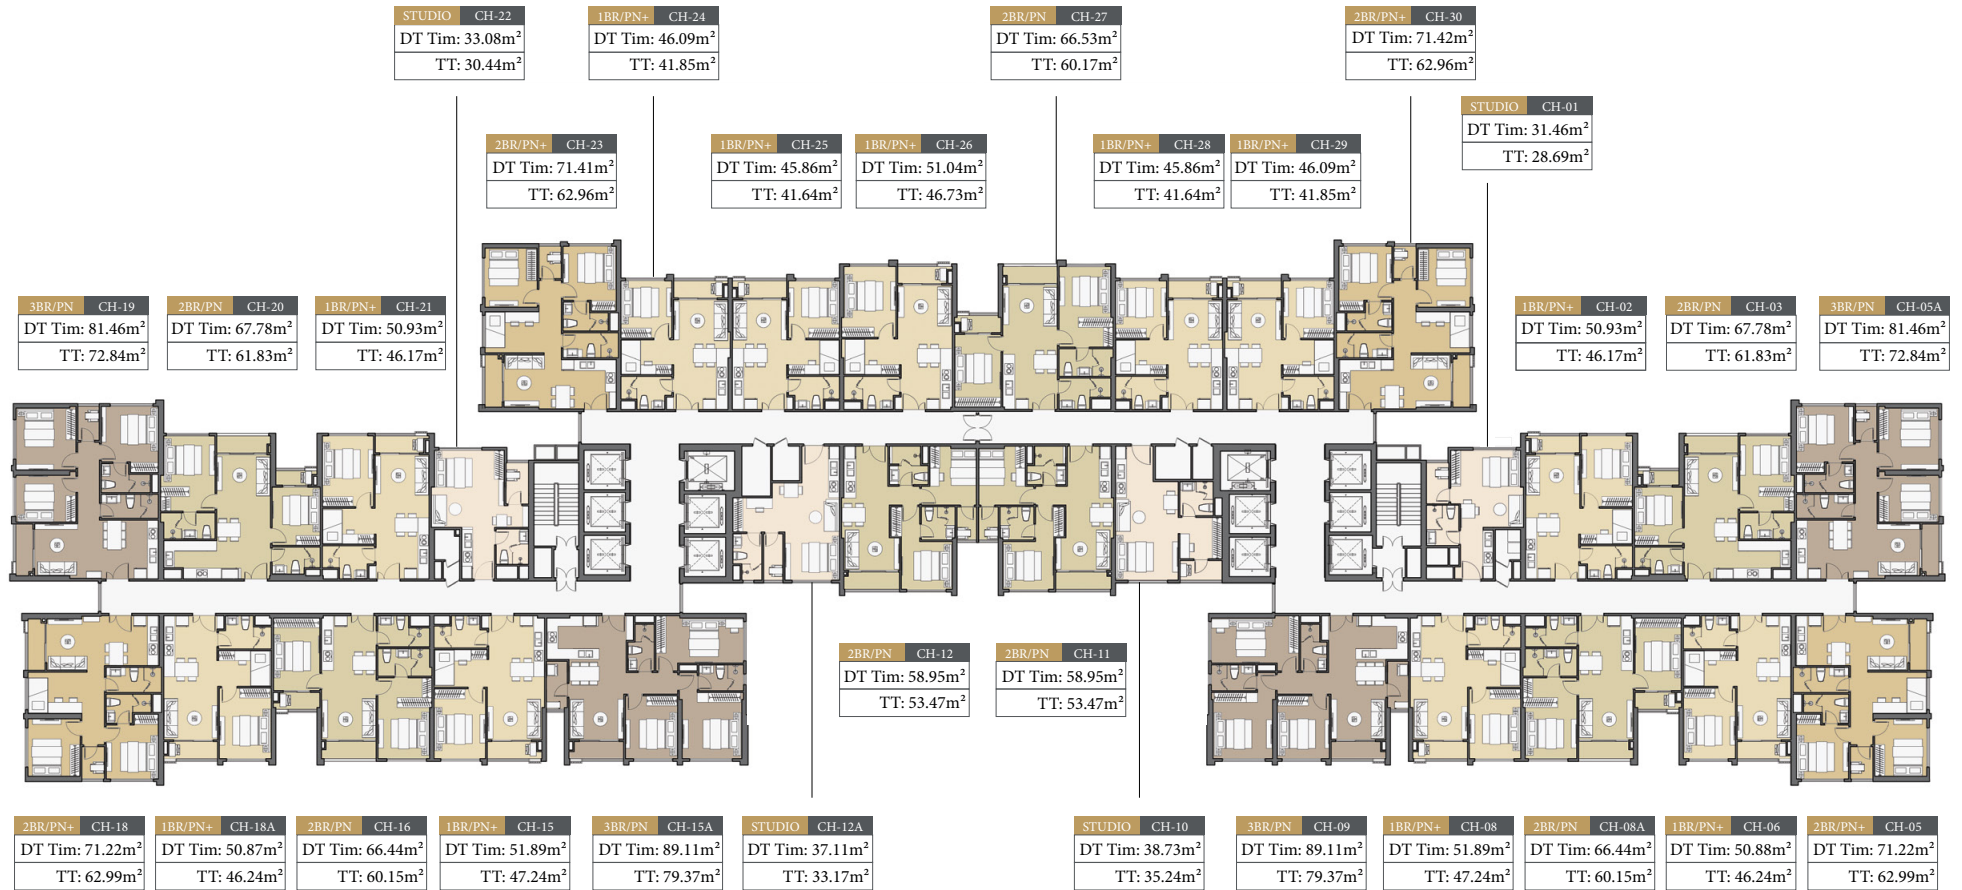 STUDIO CH-22
DT Tim: 33.08m²
TT: 30.44m²
1BR/PN+ CH-24
DT Tim: 46.09m²
TT: 41.85m²
2BR/PN CH-27
DT Tim: 66.53m²
TT: 60.17m²
2BR/PN+ CH-30
DT Tim: 71.42m²
TT: 62.96m²
STUDIO CH-01
DT Tim: 31.46m²
TT: 28.69m²
2BR/PN+ CH-23
DT Tim: 71.41m²
TT: 62.96m²
1BR/PN+ CH-25
DT Tim: 45.86m²
TT: 41.64m²
1BR/PN+ CH-26
DT Tim: 51.04m²
TT: 46.73m²
1BR/PN+ CH-28
DT Tim: 45.86m²
TT: 41.64m²
1BR/PN+ CH-29
DT Tim: 46.09m²
TT: 41.85m²
3BR/PN CH-19
DT Tim: 81.46m²
TT: 72.84m²
2BR/PN CH-20
DT Tim: 67.78m²
TT: 61.83m²
1BR/PN+ CH-21
DT Tim: 50.93m²
TT: 46.17m²
1BR/PN+ CH-02
DT Tim: 50.93m²
TT: 46.17m²
2BR/PN CH-03
DT Tim: 67.78m²
TT: 61.83m²
3BR/PN CH-05A
DT Tim: 81.46m²
TT: 72.84m²
2BR/PN CH-12
DT Tim: 58.95m²
TT: 53.47m²
2BR/PN CH-11
DT Tim: 58.95m²
TT: 53.47m²
2BR/PN+ CH-18
DT Tim: 71.22m²
TT: 62.99m²
1BR/PN+ CH-18A
DT Tim: 50.87m²
TT: 46.24m²
2BR/PN CH-16
DT Tim: 66.44m²
TT: 60.15m²
1BR/PN+ CH-15
DT Tim: 51.89m²
TT: 47.24m²
3BR/PN CH-15A
DT Tim: 89.11m²
TT: 79.37m²
STUDIO CH-12A
DT Tim: 37.11m²
TT: 33.17m²
STUDIO CH-10
DT Tim: 38.73m²
TT: 35.24m²
3BR/PN CH-09
DT Tim: 89.11m²
TT: 79.37m²
1BR/PN+ CH-08
DT Tim: 51.89m²
TT: 47.24m²
2BR/PN CH-08A
DT Tim: 66.44m²
TT: 60.15m²
1BR/PN+ CH-06
DT Tim: 50.88m²
TT: 46.24m²
2BR/PN+ CH-05
DT Tim: 71.22m²
TT: 62.99m²